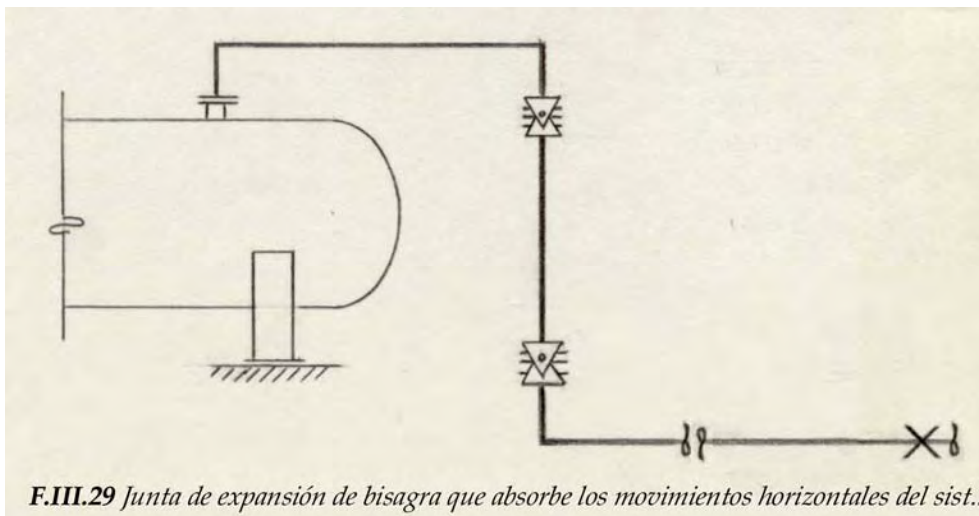 F.III.29 Junta de expansión de bisagra que absorbe los movimientos horizontales del sist...